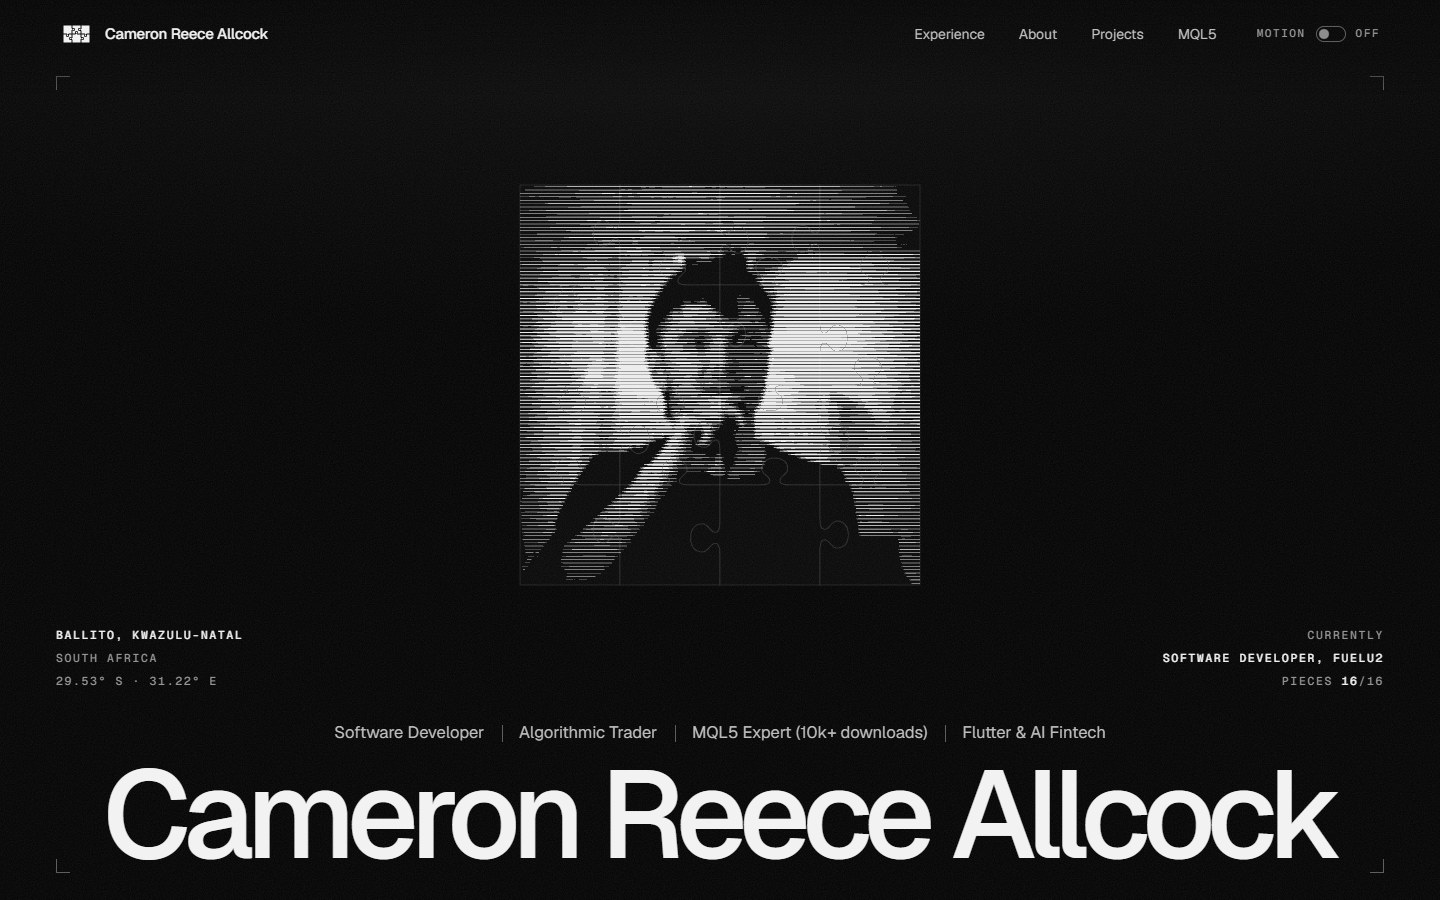 Cameron Reece Allcock
Experience
About
Projects
MQL5
MOTION OFF
BALLITO, KWAZULU-NATAL
SOUTH AFRICA
29.53° S · 31.22° E
CURRENTLY
SOFTWARE DEVELOPER, FUELU2
PIECES 16/16
Software Developer | Algorithmic Trader | MQL5 Expert (10k+ downloads) | Flutter & AI Fintech
Cameron Reece Allcock